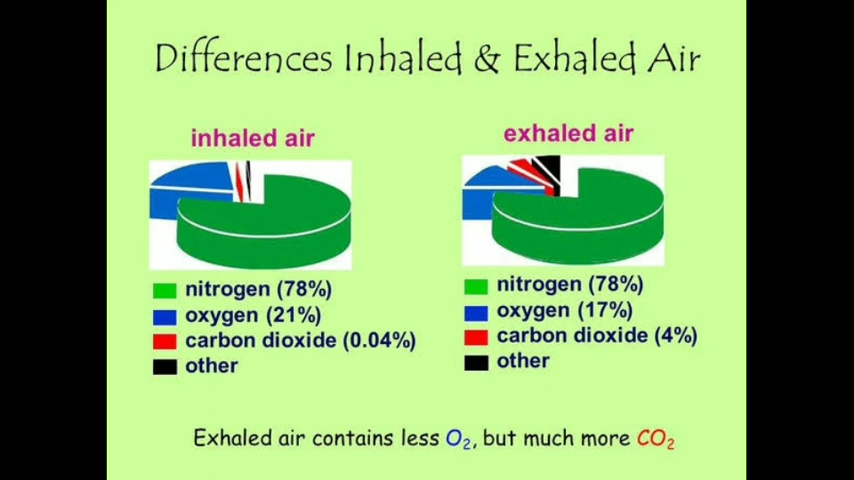 Differences Inhaled & Exhaled Air
inhaled air
nitrogen (78%)
oxygen (21%)
carbon dioxide (0.04%)
other
exhaled air
nitrogen (78%)
oxygen (17%)
carbon dioxide (4%)
other
Exhaled air contains less O₂, but much more CO₂